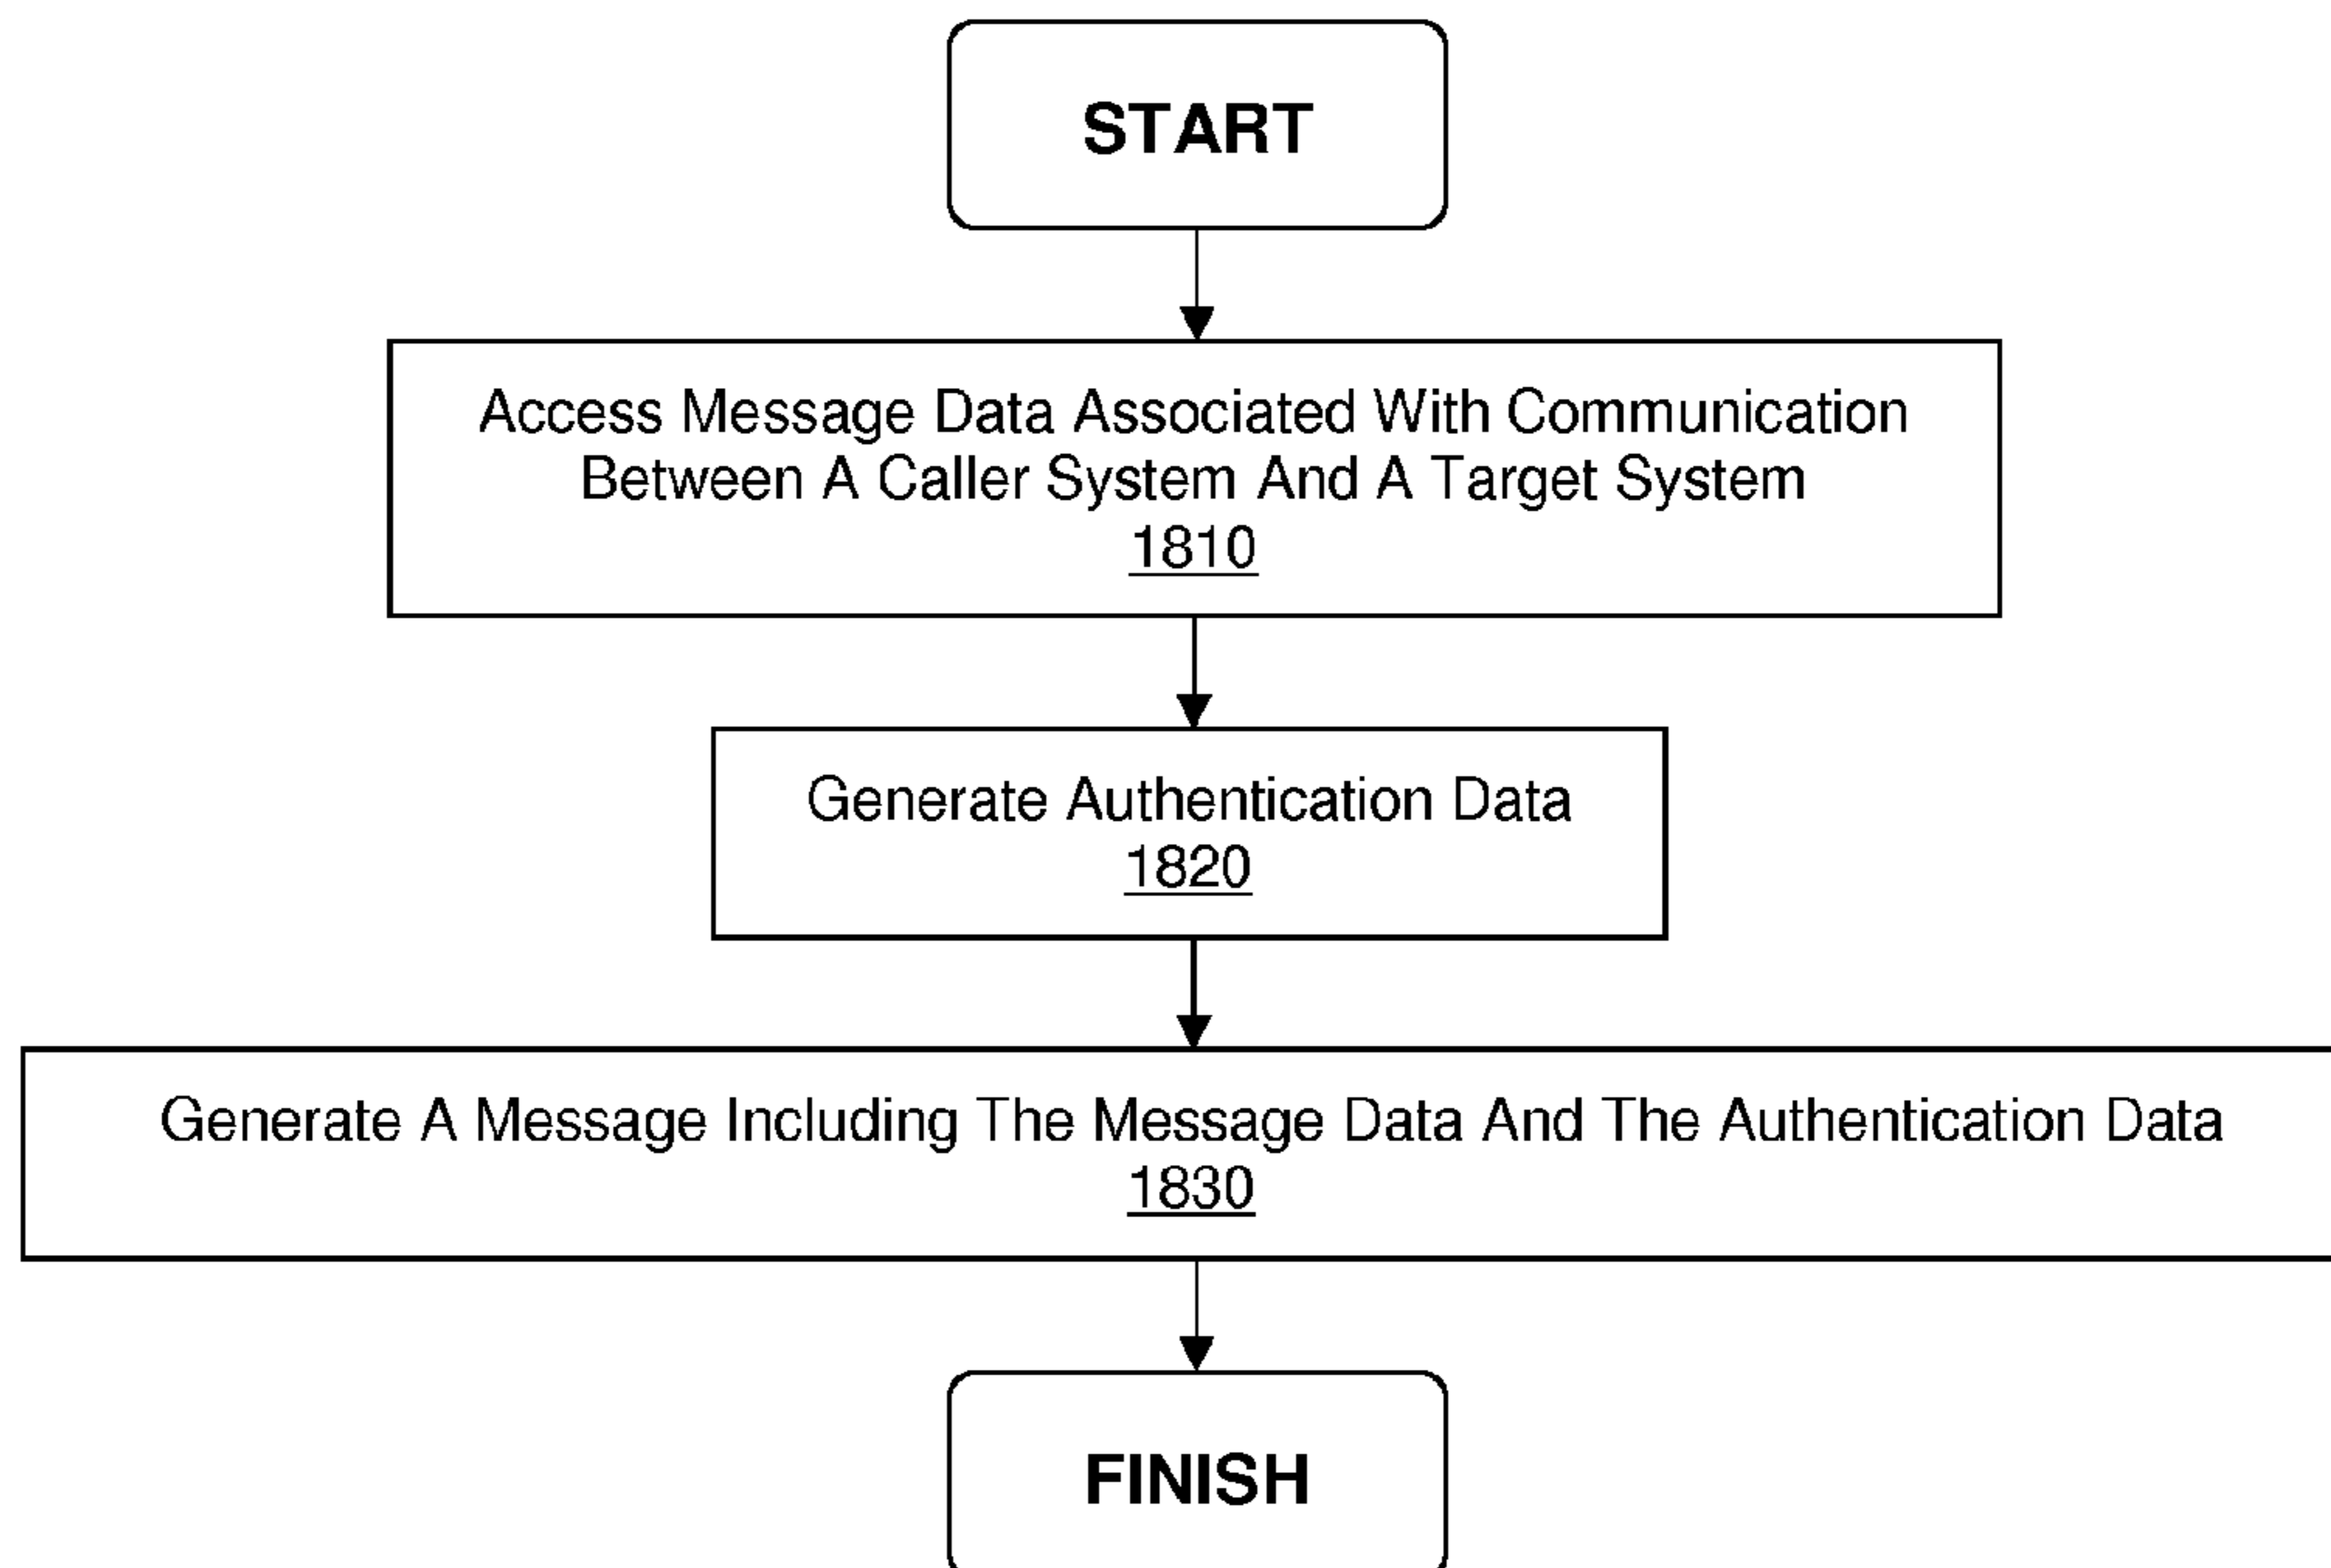 START
Access Message Data Associated With Communication
Between A Caller System And A Target System
1810
Generate Authentication Data
1820
Generate A Message Including The Message Data And The Authentication Data
1830
FINISH